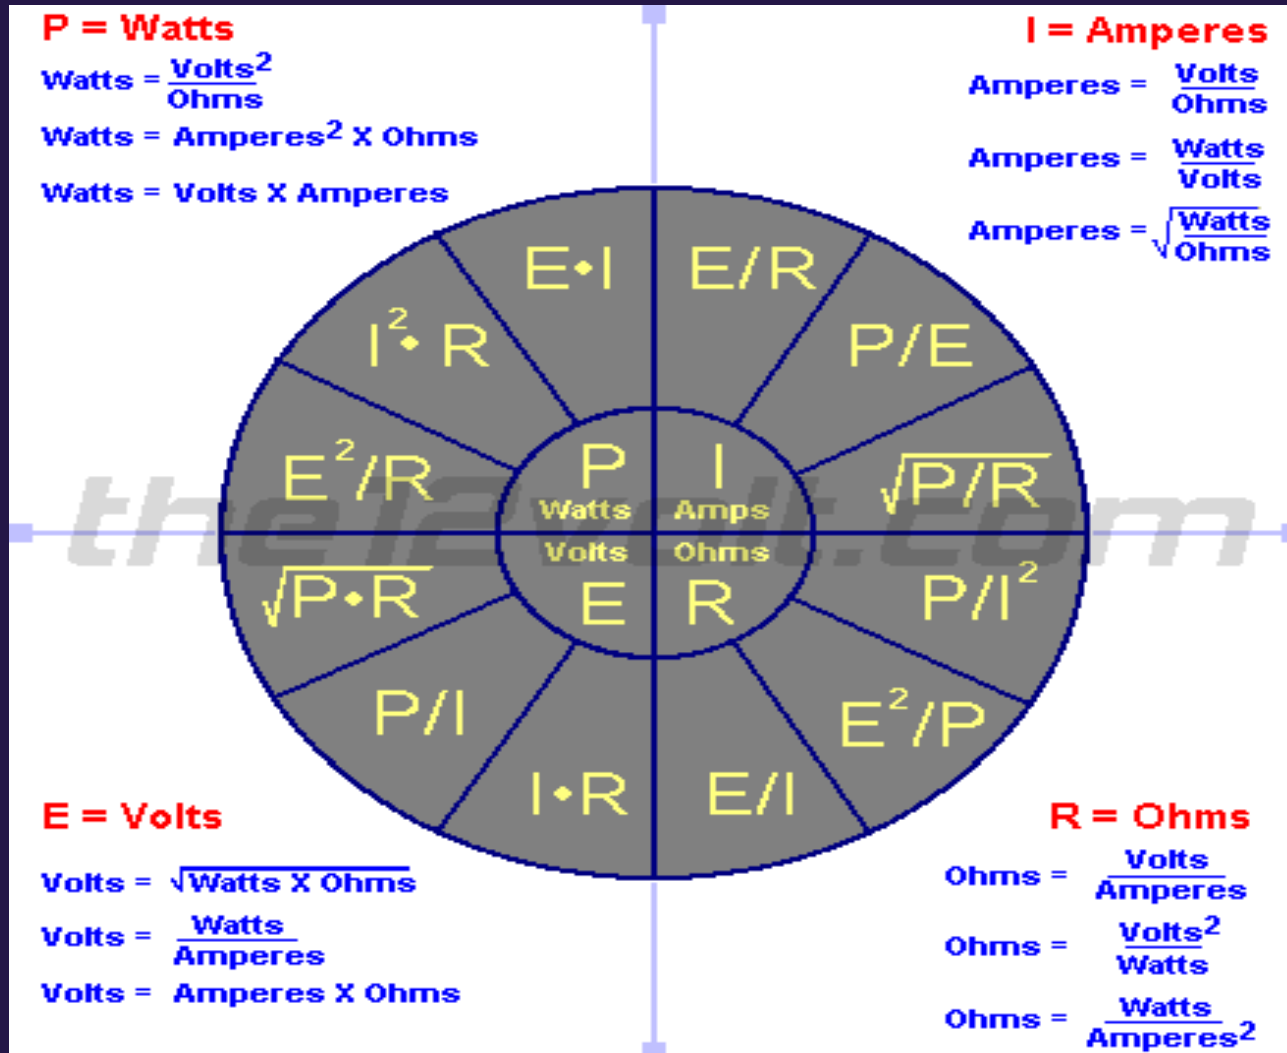 P = Watts
Watts = Volts²
Ohms
Watts = Amperes² X Ohms
Watts = Volts X Amperes
I = Amperes
Amperes = Volts
Ohms
Amperes = Watts
Volts
Amperes = √Watts
Ohms
E•I
E/R
I²• R
P/E
E²/R
√P/R
P
I
Watts
Amps
the12volt.com
Volts
Ohms
E
R
√P•R
P/I²
P/I
E²/P
I•R
E/I
E = Volts
Volts = √Watts X Ohms
Volts = Watts
Amperes
Volts = Amperes X Ohms
R = Ohms
Ohms = Volts
Amperes
Ohms = Volts²
Watts
Ohms = Watts
Amperes²